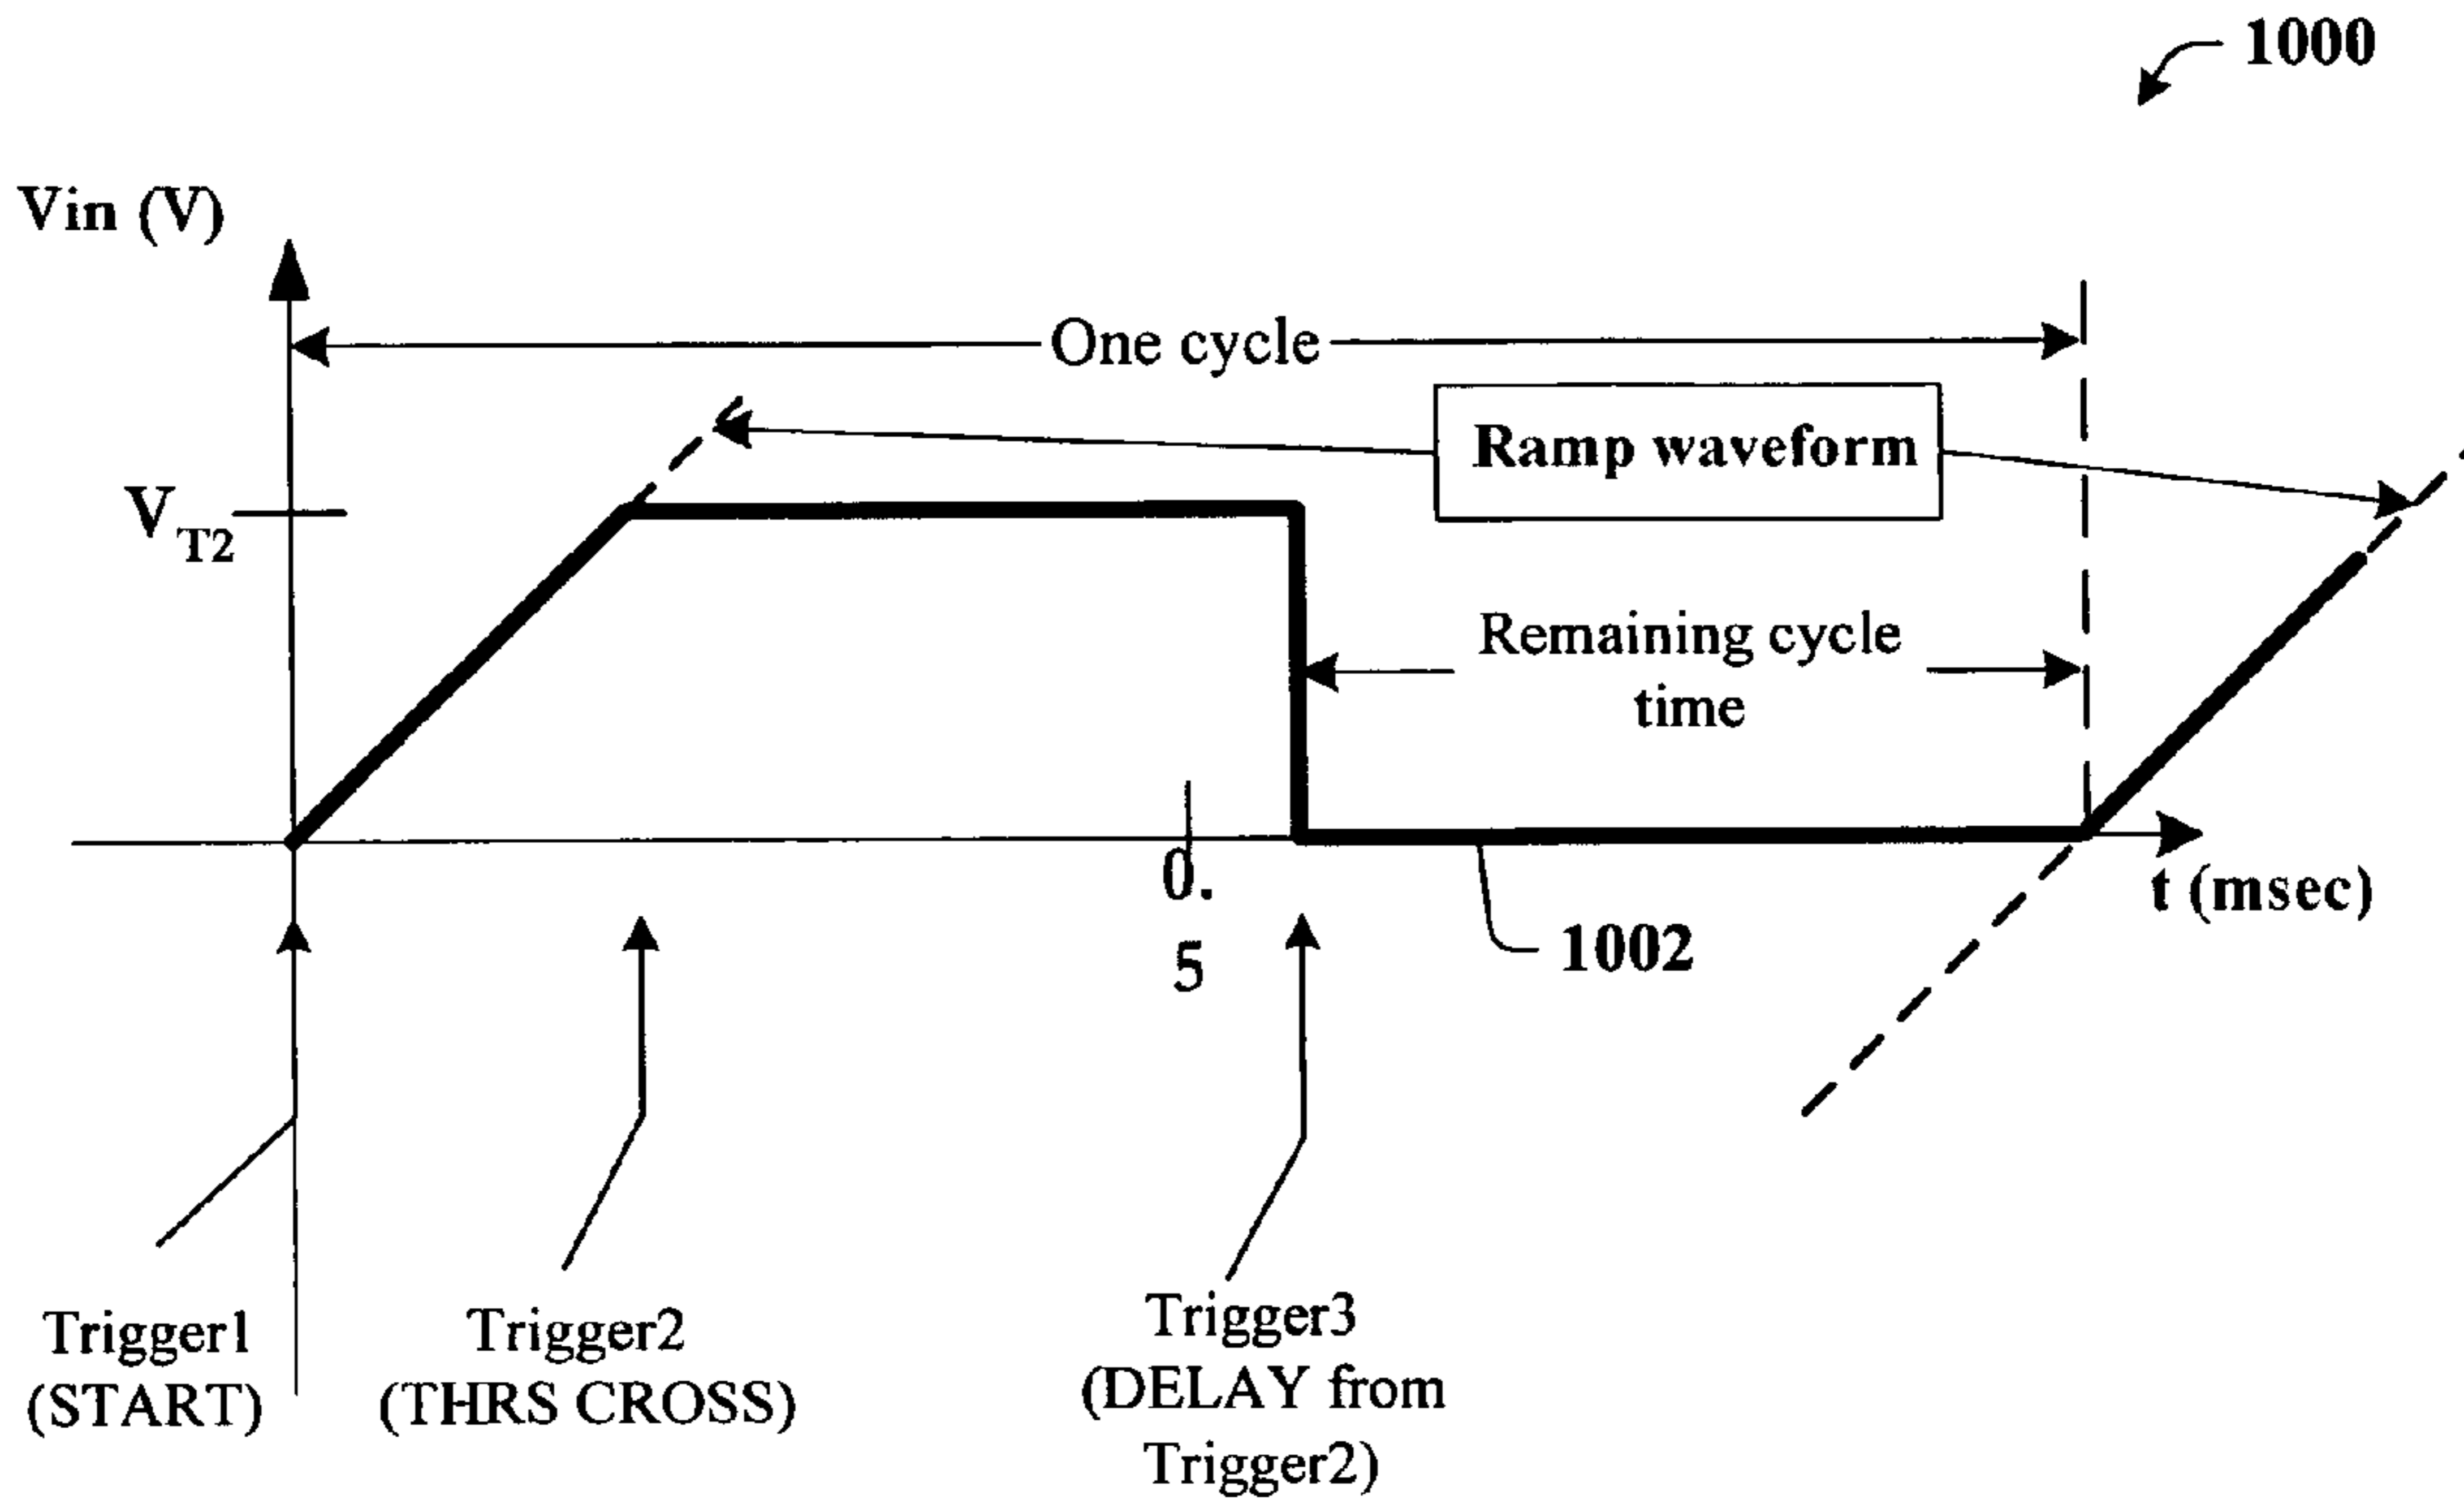 1000
Vin (V)
One cycle
Ramp waveform
V T2
Remaining cycle
time
0.
5
t (msec)
1002
Trigger1
(START)
Trigger2
(THRS CROSS)
Trigger3
(DELAY from
Trigger2)